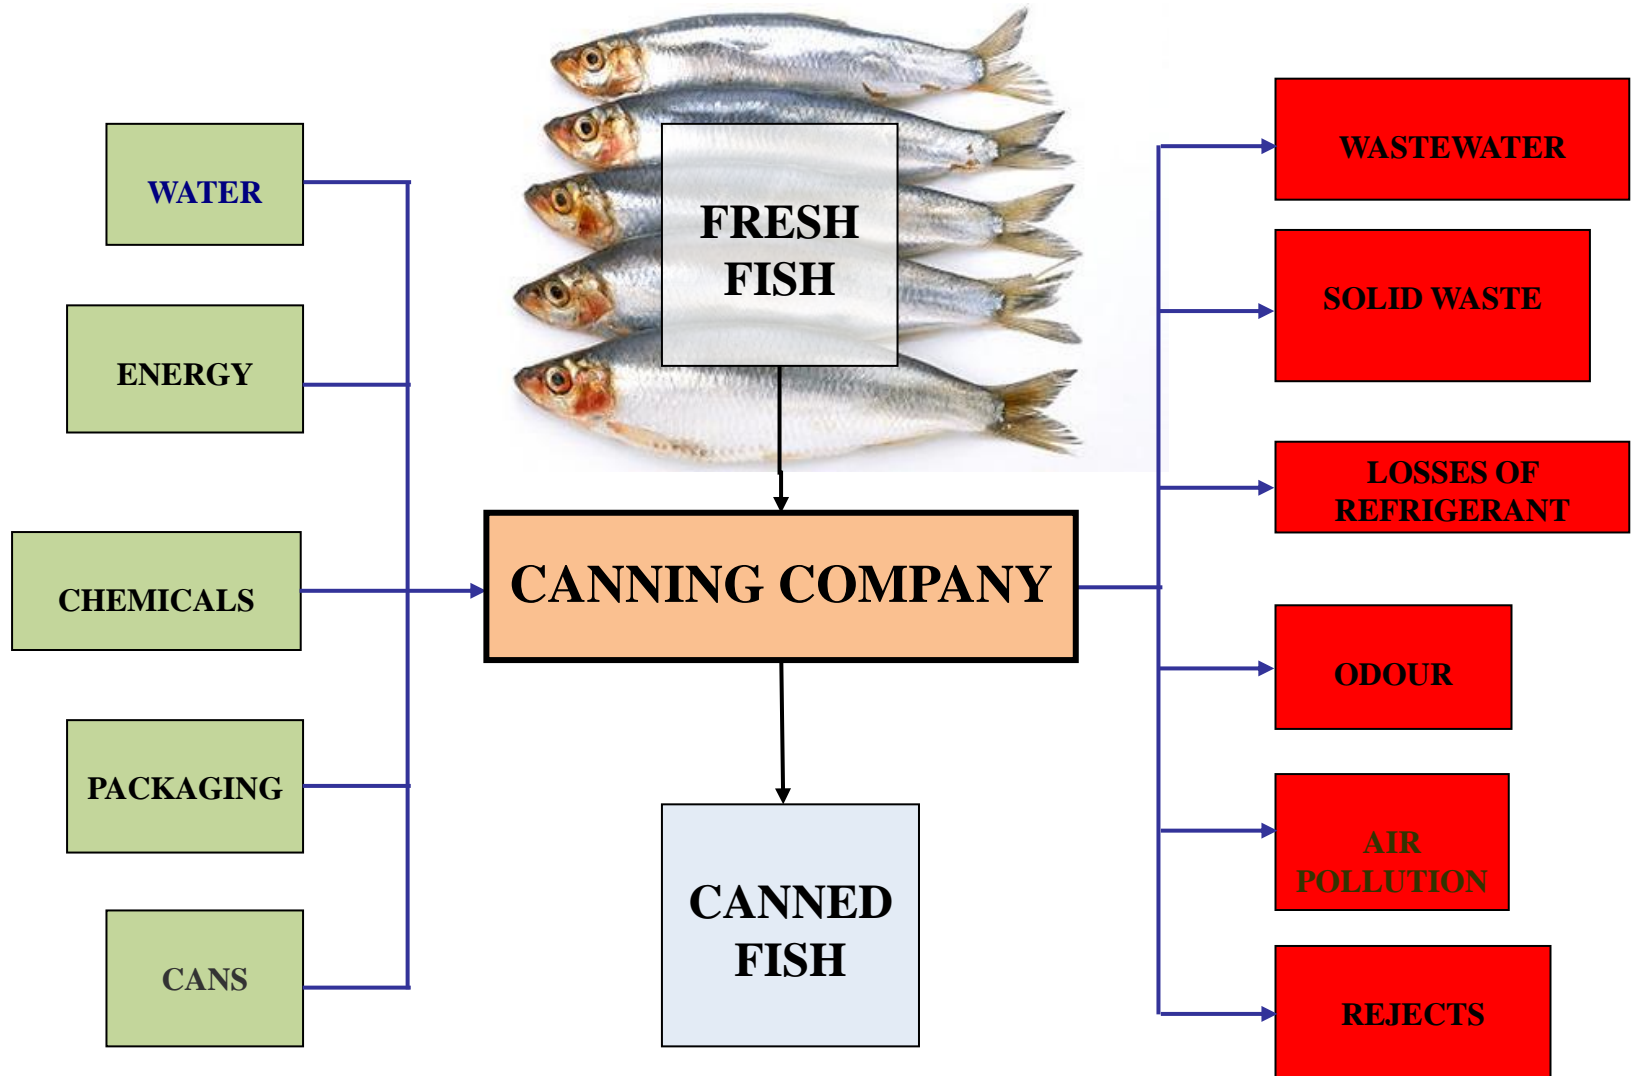 WATER
ENERGY
CHEMICALS
PACKAGING
CANS
FRESH
FISH
CANNING COMPANY
CANNED
FISH
WASTEWATER
SOLID WASTE
LOSSES OF
REFRIGERANT
ODOUR
AIR
POLLUTION
REJECTS